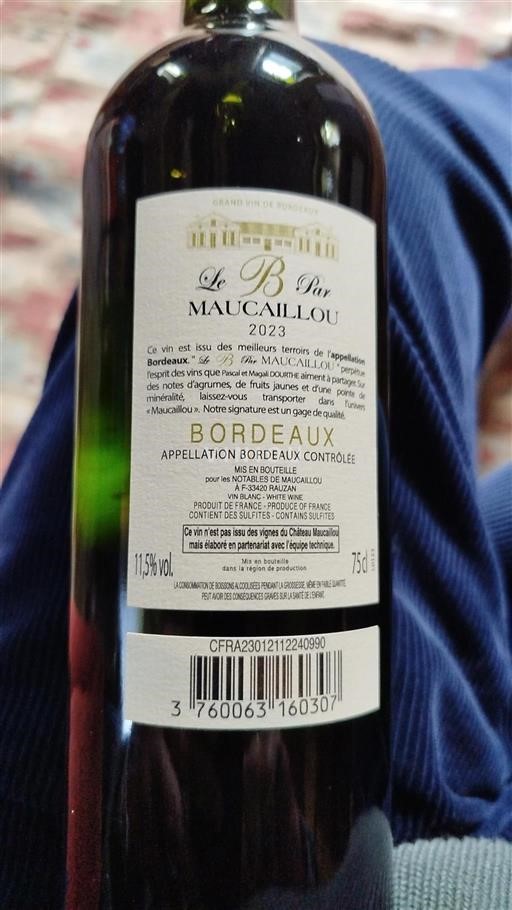 GRAND VIN DE BORDEAUX
Le B Par
MAUCAILLOU
2023
Ce vin est issu des meilleurs terroirs de l'appellation
Bordeaux. " Le B Par MAUCAILLOU " perpétue
l'esprit des vins que Pascal et Magali DOURTHE aiment à partager. Sur
des notes d'agrumes, de fruits jaunes et d'une pointe de
minéralité, laissez-vous transporter dans l'univers
«Maucaillou». Notre signature est un gage de qualité.
BORDEAUX
APPELLATION BORDEAUX CONTRÔLÉE
MIS EN BOUTEILLE
pour les NOTABLES DE MAUCAILLOU
À F-33420 RAUZAN
VIN BLANC - WHITE WINE
PRODUIT DE FRANCE - PRODUCE OF FRANCE
CONTIENT DES SULFITES - CONTAINS SULFITES
Ce vin n'est pas issu des vignes du Château Maucaillou
mais élaboré en partenariat avec l'équipe technique.
11,5% vol.
Mis en bouteille
dans la région de production
75cl
LA CONSOMMATION DE BOISSONS ALCOOLISÉES PENDANT LA GROSSESSE, MÊME EN FAIBLE QUANTITÉ,
PEUT AVOIR DES CONSÉQUENCES GRAVES SUR LA SANTÉ DE L'ENFANT.
CFRA23012112240990
3 760063 160307